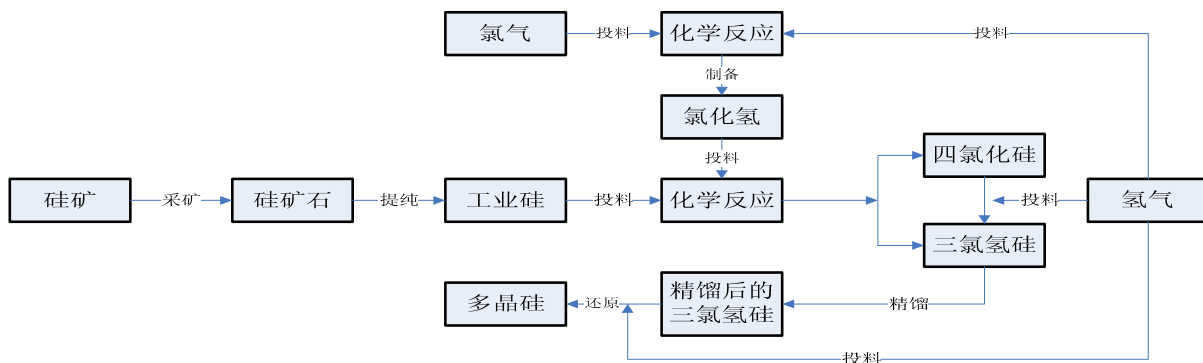 氯气
投料
化学反应
投料
制备
氯化氢
投料
四氯化硅
硅矿
采矿
硅矿石
提纯
工业硅
投料
化学反应
投料
氢气
三氯氢硅
多晶硅
还原
精馏后的
三氯氢硅
精馏
投料